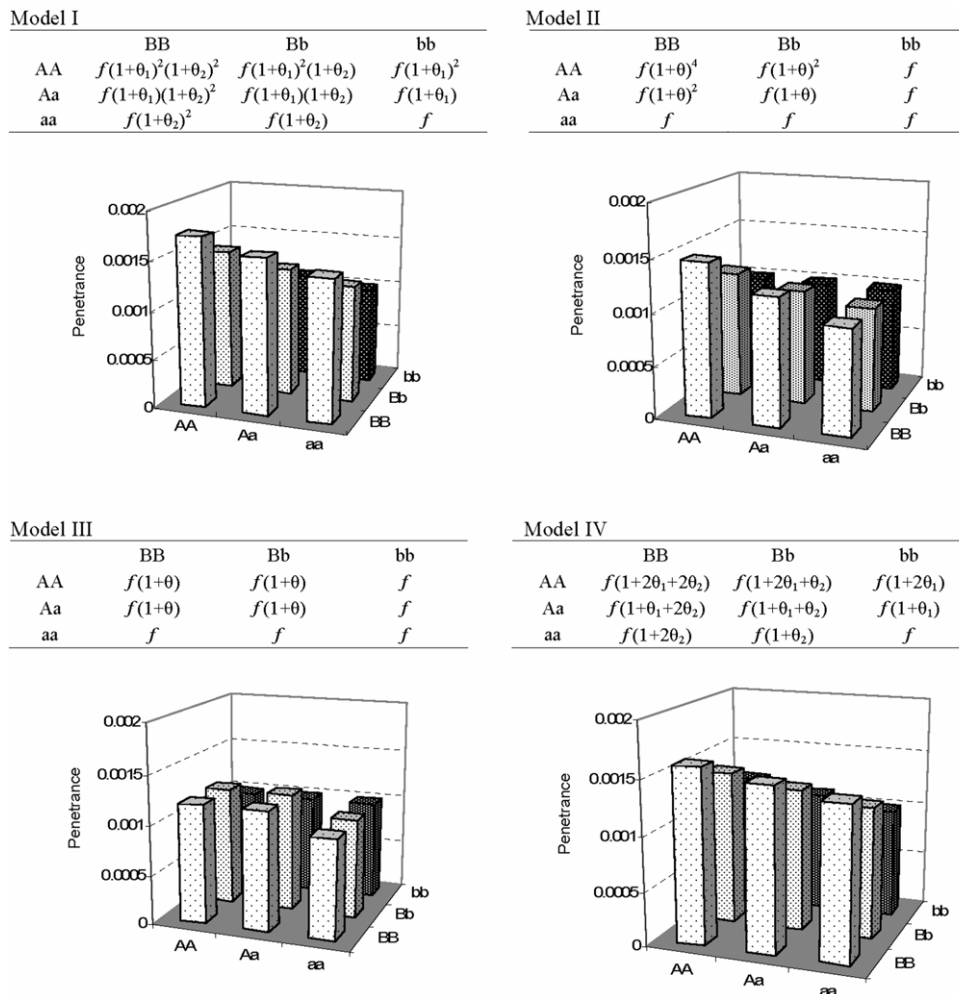 Model I
BB Bb bb
AA f(1+θ₁)²(1+θ₂)² f(1+θ₁)²(1+θ₂) f(1+θ₁)²
Aa f(1+θ₁)(1+θ₂)² f(1+θ₁)(1+θ₂) f(1+θ₁)
aa f(1+θ₂)² f(1+θ₂) f
0.002
0.0015
0.001
0.0005
0
Penetrance
AA Aa aa
BB
Bb
bb
Model II
BB Bb bb
AA f(1+θ)⁴ f(1+θ)² f
Aa f(1+θ)² f(1+θ) f
aa f f f
0.002
0.0015
0.001
0.0005
0
Penetrance
AA Aa aa
BB
Bb
bb
Model III
BB Bb bb
AA f(1+θ) f(1+θ) f
Aa f(1+θ) f(1+θ) f
aa f f f
0.002
0.0015
0.001
0.0005
0
Penetrance
AA Aa aa
BB
Bb
bb
Model IV
BB Bb bb
AA f(1+2θ₁+2θ₂) f(1+2θ₁+θ₂) f(1+2θ₁)
Aa f(1+θ₁+2θ₂) f(1+θ₁+θ₂) f(1+θ₁)
aa f(1+2θ₂) f(1+θ₂) f
0.002
0.0015
0.001
0.0005
0
Penetrance
AA Aa aa
BB
Bb
bb